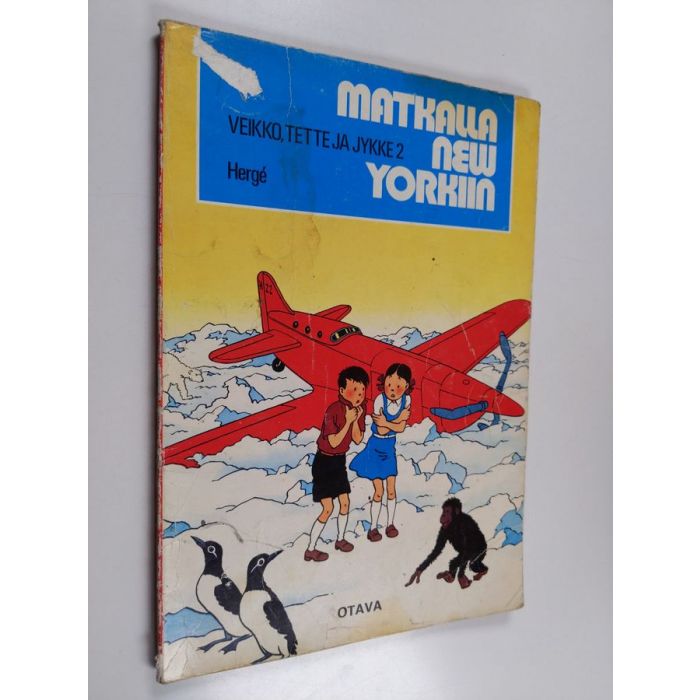 MATKALLA
NEW
YORKIIN
VEIKKO, TETTE JA JYKKE 2
Hergé
OTAVA